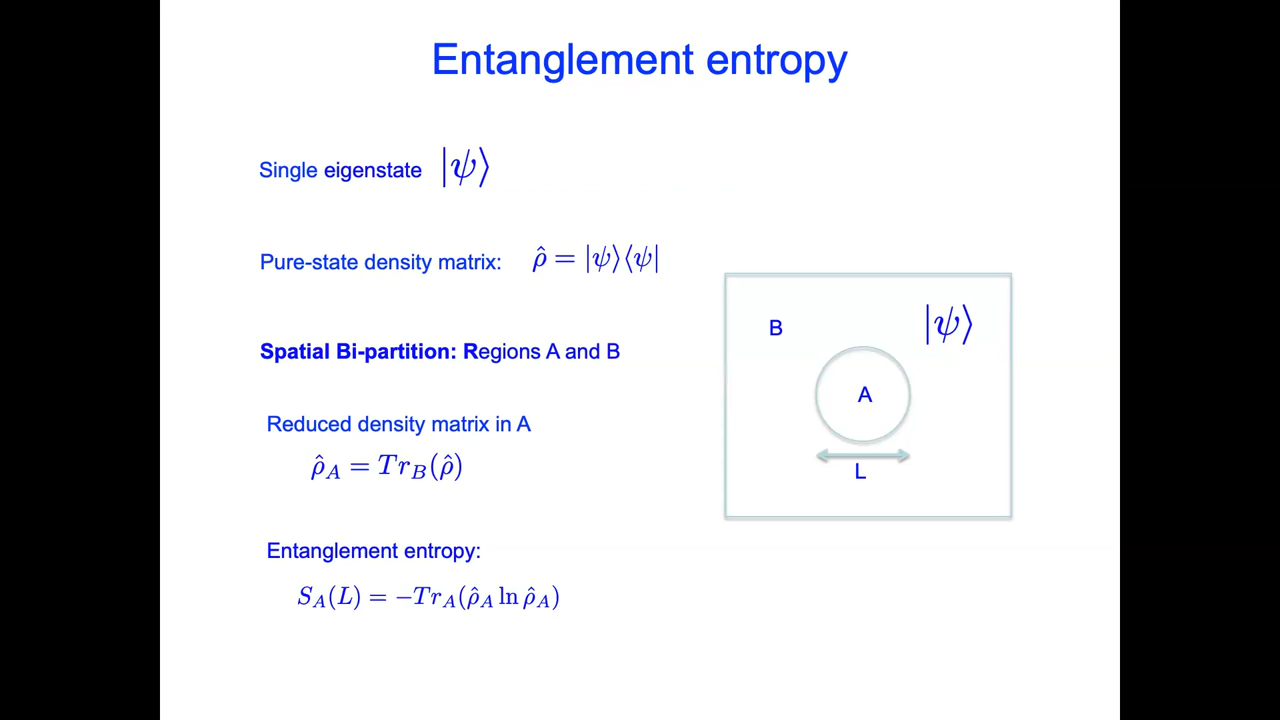 Entanglement entropy
Single eigenstate |ψ⟩
Pure-state density matrix: ρ̂ = |ψ⟩⟨ψ|
Spatial Bi-partition: Regions A and B
Reduced density matrix in A
ρ̂_A = Tr_B(ρ̂)
Entanglement entropy:
S_A(L) = −Tr_A(ρ̂_A ln ρ̂_A)
B
|ψ⟩
A
L